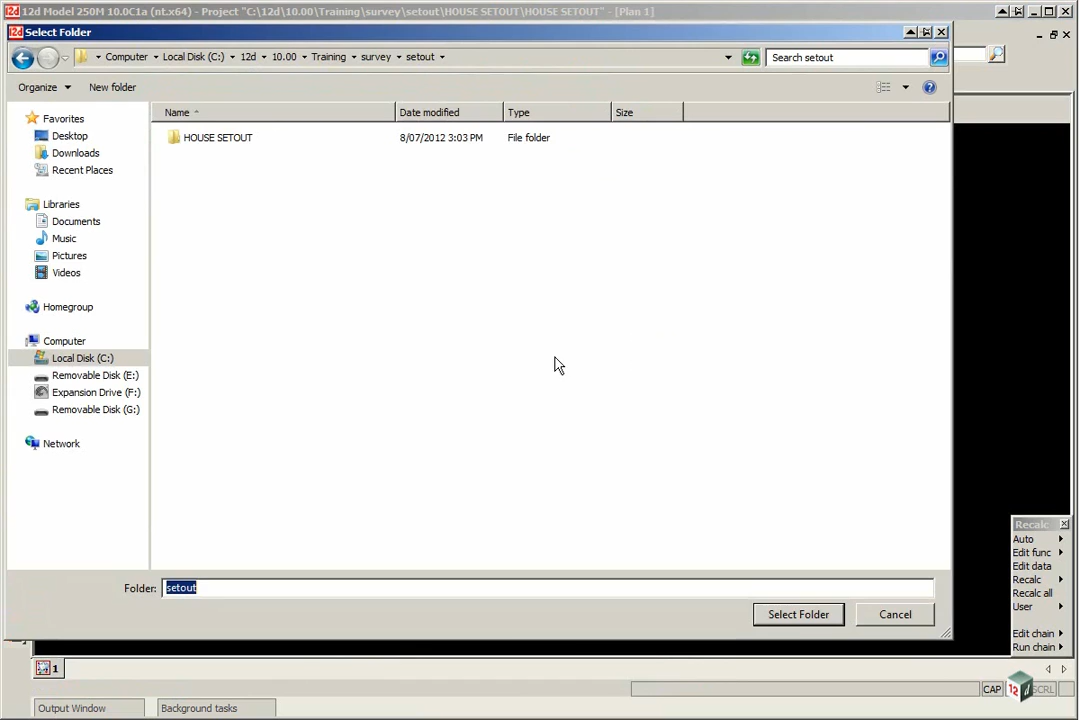 12d Model 250M 10.0C1a (nt.x64) - Project "C:\12d\10.00\Training\survey\setout\HOUSE SETOUT\HOUSE SETOUT" - [Plan 1]
Select Folder
Computer Local Disk (C:) 12d 10.00 Training survey setout
Search setout
Organize New folder
Name Date modified Type Size
HOUSE SETOUT 8/07/2012 3:03 PM File folder
Favorites
Desktop
Downloads
Recent Places
Libraries
Documents
Music
Pictures
Videos
Homegroup
Computer
Local Disk (C:)
Removable Disk (E:)
Expansion Drive (F:)
Removable Disk (G:)
Network
Folder: setout
Select Folder Cancel
Recalc
Auto
Edit func
Edit data
Recalc
Recalc all
User
Edit chain
Run chain
1
CAP SCRL
12d
Output Window Background tasks